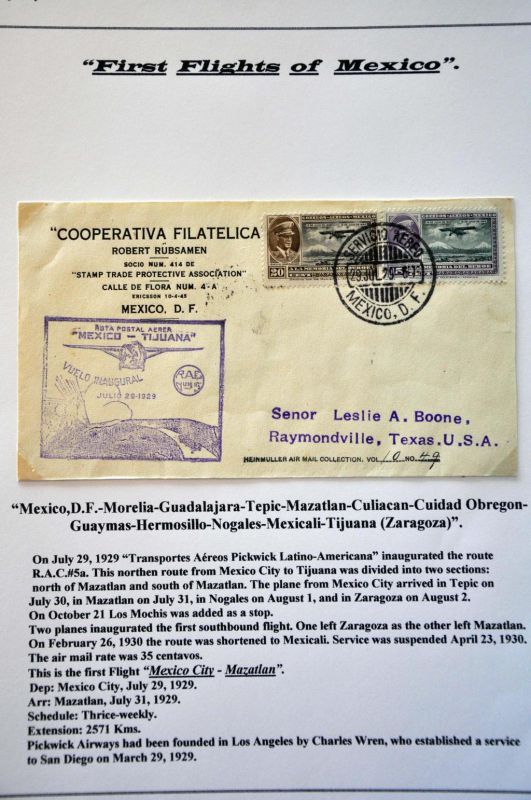 "First Flights of Mexico".
"COOPERATIVA FILATELICA
ROBERT RUBSAMEN
SOCIO NUM. 414 DE
"STAMP TRADE PROTECTIVE ASSOCIATION"
CALLE DE FLORA NUM. 4-A
ERICSSON 10-4-45
MEXICO, D. F.
20
SERVICIO AEREO
MEXICO, D. F.
RUTA POSTAL AEREA
"MEXICO - TIJUANA"
VUELO INAUGURAL
JULIO 29-1929
Senor Leslie A. Boone,
Raymondville, Texas. U.S.A.
HEINMULLER AIR MAIL COLLECTION. VOL. 10 NO. 49
"Mexico,D.F.-Morelia-Guadalajara-Tepic-Mazatlan-Culiacan-Cuidad Obregon-
Guaymas-Hermosillo-Nogales-Mexicali-Tijuana (Zaragoza)".
On July 29, 1929 "Transportes Aéreos Pickwick Latino-Americana" inaugurated the route
R.A.C.#5a. This northen route from Mexico City to Tijuana was divided into two sections:
north of Mazatlan and south of Mazatlan. The plane from Mexico City arrived in Tepic on
July 30, in Mazatlan on July 31, in Nogales on August 1, and in Zaragoza on August 2.
On October 21 Los Mochis was added as a stop.
Two planes inaugurated the first southbound flight. One left Zaragoza as the other left Mazatlan.
On February 26, 1930 the route was shortened to Mexicali. Service was suspended April 23, 1930.
The air mail rate was 35 centavos.
This is the first Flight "Mexico City - Mazatlan".
Dep: Mexico City, July 29, 1929.
Arr: Mazatlan, July 31, 1929.
Schedule: Thrice-weekly.
Extension: 2571 Kms.
Pickwick Airways had been founded in Los Angeles by Charles Wren, who established a service
to San Diego on March 29, 1929.